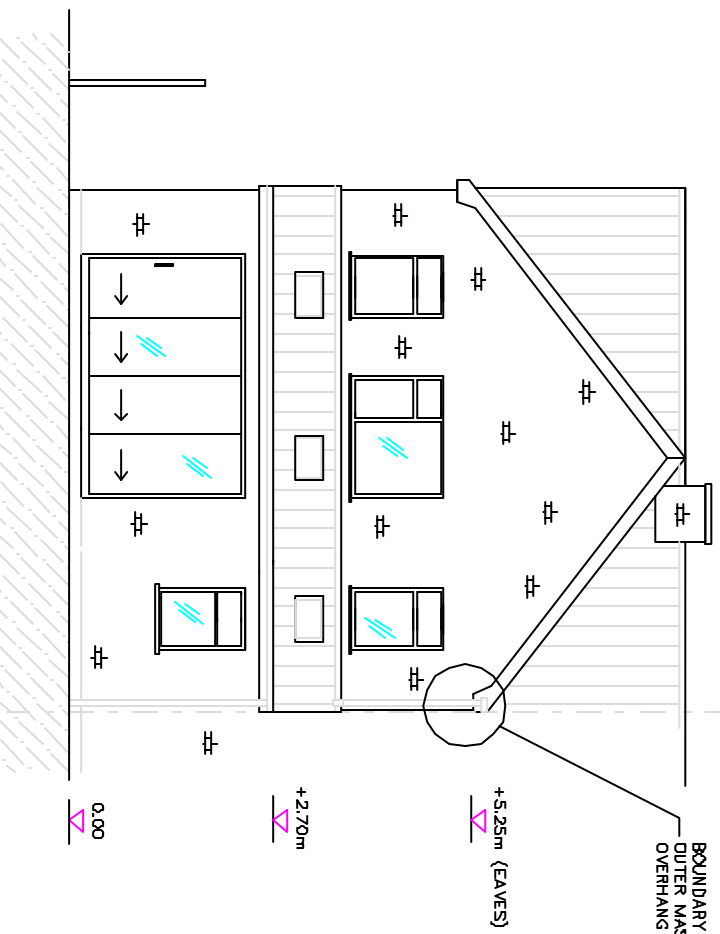 BOUNDARY
OUTER MAS
OVERHANG
+5.25m (EAVES)
+2.70m
0.00